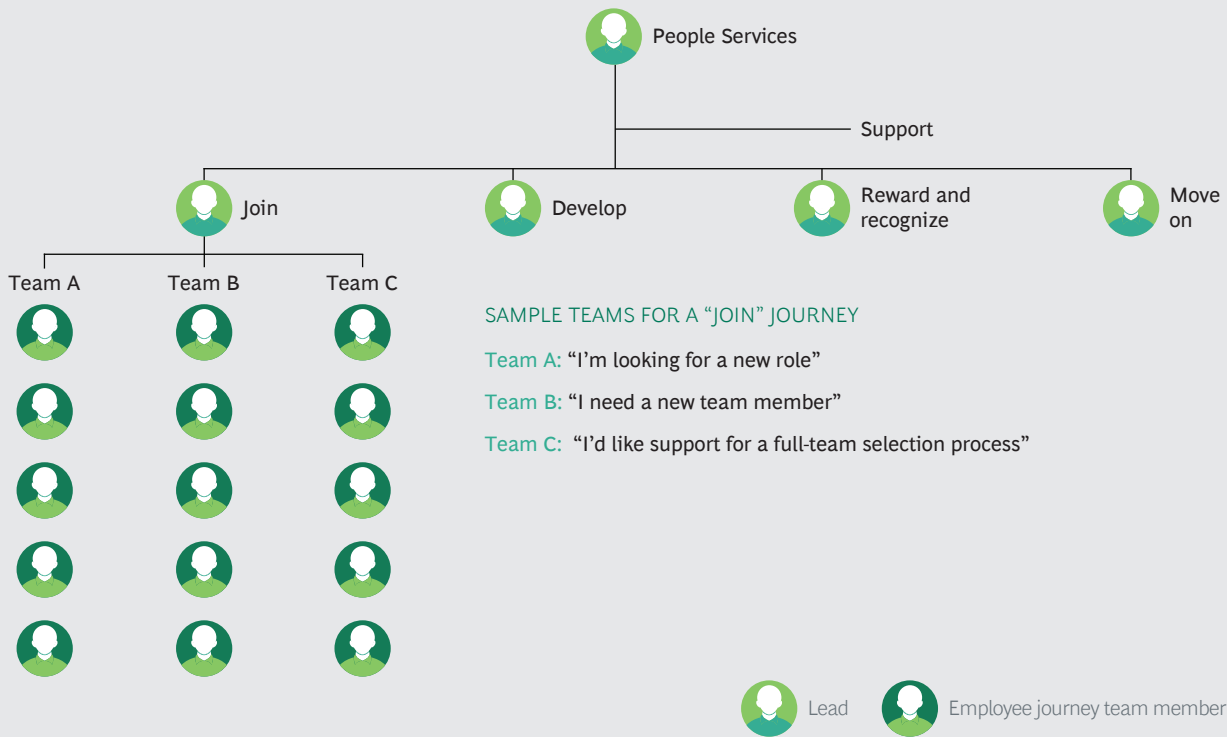 People Services
Support
Join
Develop
Reward and
recognize
Move
on
Team A
Team B
Team C
SAMPLE TEAMS FOR A “JOIN” JOURNEY
Team A: “I’m looking for a new role”
Team B: “I need a new team member”
Team C: “I’d like support for a full-team selection process”
Lead
Employee journey team member